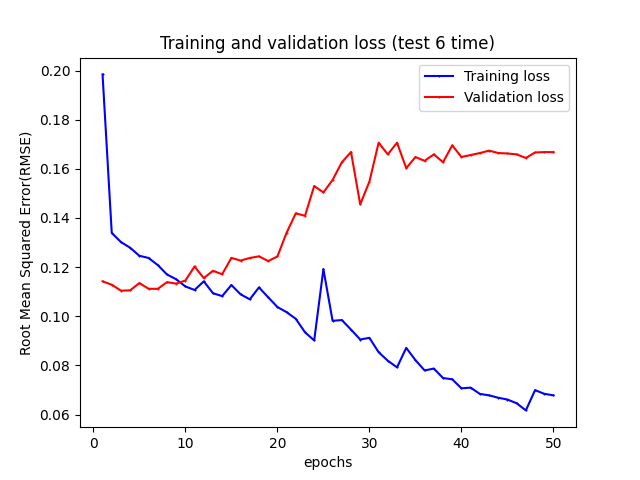 Training and validation loss (test 6 time)
Training loss
Validation loss
Root Mean Squared Error(RMSE)
0.20
0.18
0.16
0.14
0.12
0.10
0.08
0.06
0 10 20 30 40 50
epochs